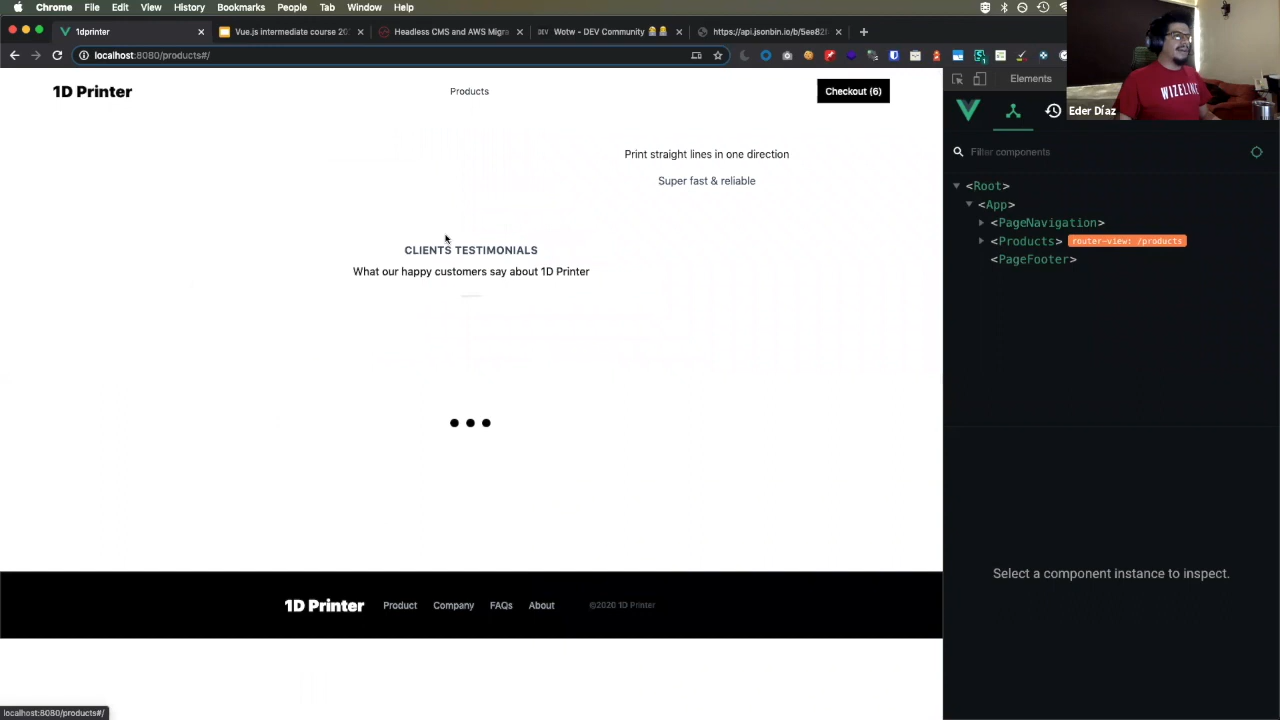 Chrome File Edit View History Bookmarks People Tab Window Help
1dprinter
Vue.js intermediate course 202
Headless CMS and AWS Migra
Wotw - DEV Community
https://api.jsonbin.io/b/5ee82
localhost:8080/products#/
1D Printer
Products
Checkout (6)
Print straight lines in one direction
Super fast & reliable
CLIENTS TESTIMONIALS
What our happy customers say about 1D Printer
1D Printer Product Company FAQs About ©2020 1D Printer
localhost:8080/products#/
Elements
WIZELINE
Eder Díaz
Filter components
<Root>
<App>
<PageNavigation>
<Products> router-view: /products
<PageFooter>
Select a component instance to inspect.